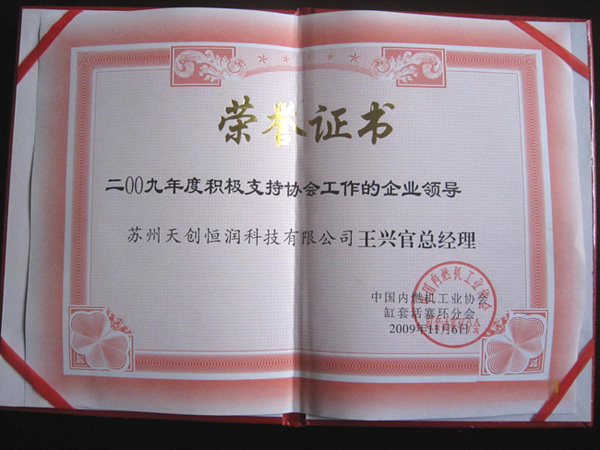 荣誉证书
二00九年度积极支持协会工作的企业领导
苏州天创恒润科技有限公司王兴官总经理
中国内燃机工业协会
缸套活塞环分会
2009年11月6日